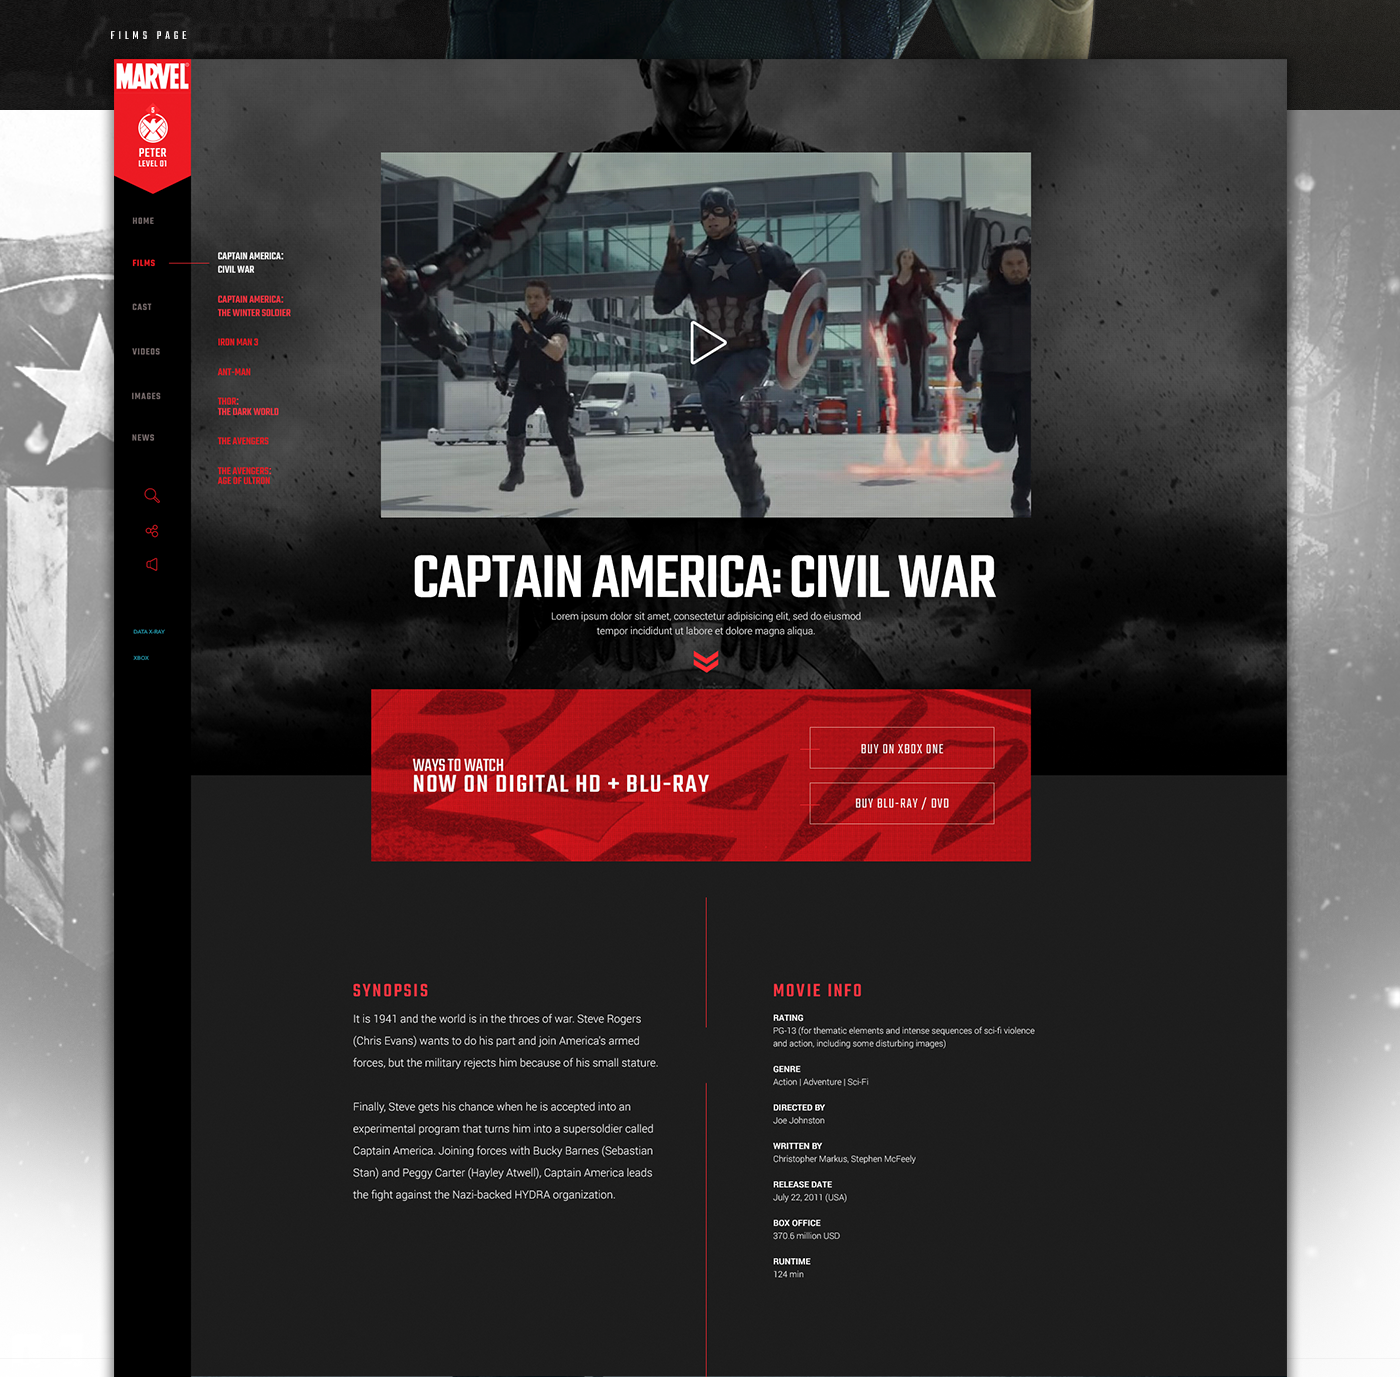 FILMS PAGE
MARVEL
5
PETER
LEVEL 01
HOME
FILMS
CAST
VIDEOS
IMAGES
NEWS
DATA X-RAY
XBOX
CAPTAIN AMERICA:
CIVIL WAR
CAPTAIN AMERICA:
THE WINTER SOLDIER
IRON MAN 3
ANT-MAN
THOR:
THE DARK WORLD
THE AVENGERS
THE AVENGERS:
AGE OF ULTRON
CAPTAIN AMERICA: CIVIL WAR
Lorem ipsum dolor sit amet, consectetur adipisicing elit, sed do eiusmod
tempor incididunt ut labore et dolore magna aliqua.
WAYS TO WATCH
NOW ON DIGITAL HD + BLU-RAY
BUY ON XBOX ONE
BUY BLU-RAY / DVD
SYNOPSIS
It is 1941 and the world is in the throes of war. Steve Rogers
(Chris Evans) wants to do his part and join America's armed
forces, but the military rejects him because of his small stature.
Finally, Steve gets his chance when he is accepted into an
experimental program that turns him into a supersoldier called
Captain America. Joining forces with Bucky Barnes (Sebastian
Stan) and Peggy Carter (Hayley Atwell), Captain America leads
the fight against the Nazi-backed HYDRA organization.
MOVIE INFO
RATING
PG-13 (for thematic elements and intense sequences of sci-fi violence
and action, including some disturbing images)
GENRE
Action | Adventure | Sci-Fi
DIRECTED BY
Joe Johnston
WRITTEN BY
Christopher Markus, Stephen McFeely
RELEASE DATE
July 22, 2011 (USA)
BOX OFFICE
370.6 million USD
RUNTIME
124 min